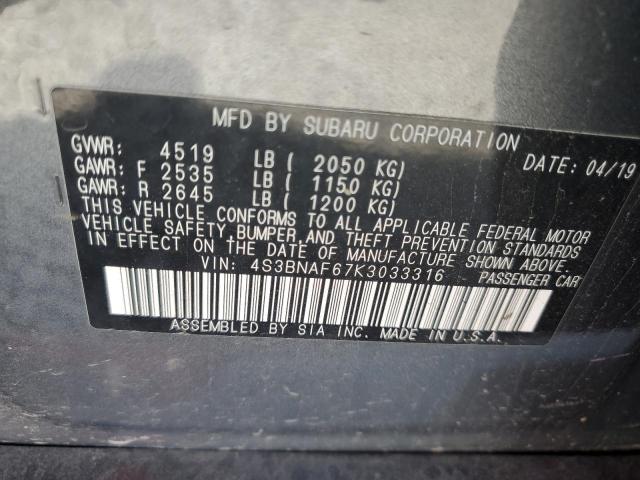 MFD BY SUBARU CORPORATION
GVWR: 4519 LB ( 2050 KG) DATE: 04/19
GAWR: F 2535 LB ( 1150 KG)
GAWR: R 2645 LB ( 1200 KG)
THIS VEHICLE CONFORMS TO ALL APPLICABLE FEDERAL MOTOR
VEHICLE SAFETY, BUMPER AND THEFT PREVENTION STANDARDS
IN EFFECT ON THE DATE OF MANUFACTURE SHOWN ABOVE.
VIN: 4S3BNAF67K3033316 PASSENGER CAR
ASSEMBLED BY SIA INC. MADE IN U.S.A.